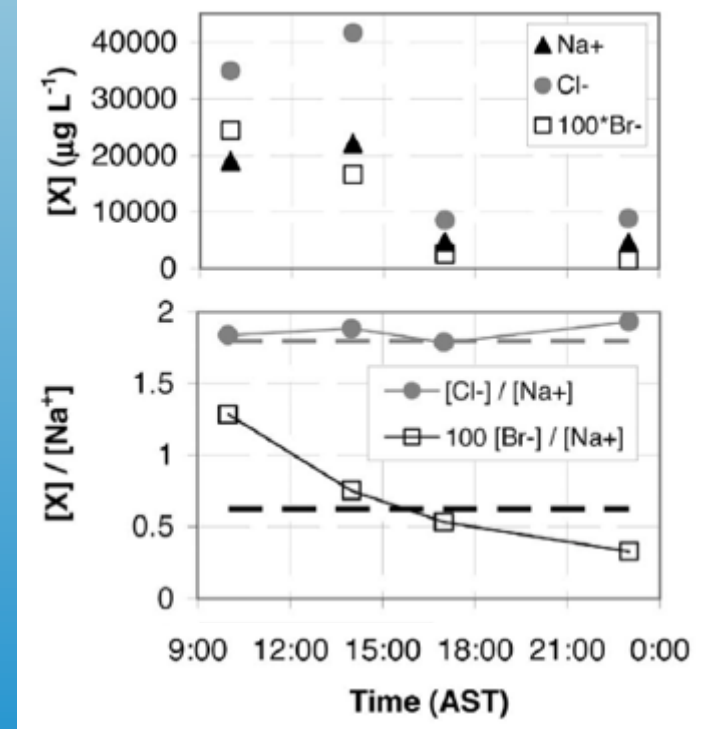 [X] (µg L⁻¹)
40000
30000
20000
10000
0
Na+
Cl-
100*Br-
[X] / [Na⁺]
2
1.5
1
0.5
0
[Cl-] / [Na+]
100 [Br-] / [Na+]
9:00 12:00 15:00 18:00 21:00 0:00
Time (AST)